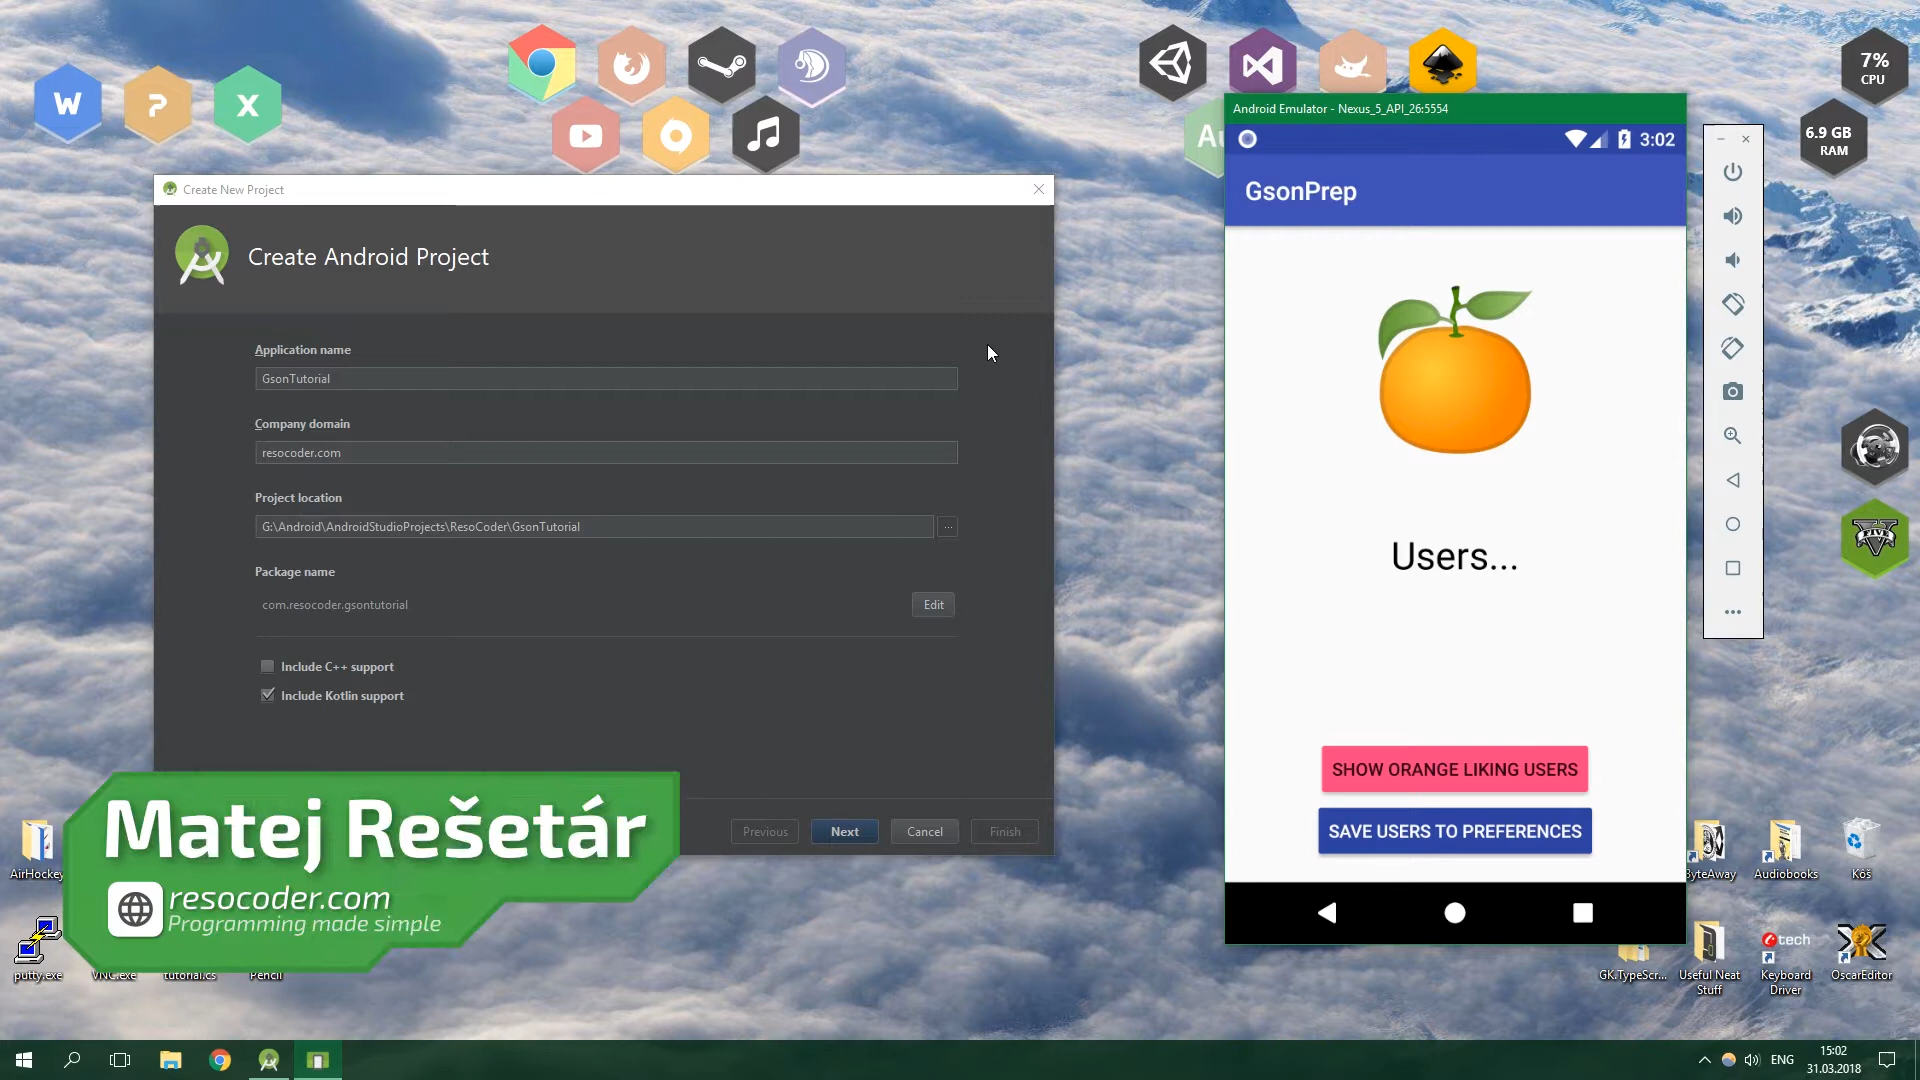 W
P
X
Au
7%
CPU
6.9 GB
RAM
Create New Project
Create Android Project
Application name
GsonTutorial
Company domain
resocoder.com
Project location
G:\Android\AndroidStudioProjects\ResoCoder\GsonTutorial
...
Package name
com.resocoder.gsontutorial
Edit
Include C++ support
Include Kotlin support
Previous
Next
Cancel
Finish
Android Emulator - Nexus_5_API_26:5554
3:02
GsonPrep
Users...
SHOW ORANGE LIKING USERS
SAVE USERS TO PREFERENCES
FIVE
Matej Rešetár
resocoder.com
Programming made simple
AirHockey
putty.exe
VNC.exe
tutorial.cs
Pencil
ByteAway
Audiobooks
Kôš
GK.TypeScr...
Useful Neat
Stuff
tech
Keyboard
Driver
OscarEditor
ENG
15:02
31.03.2018